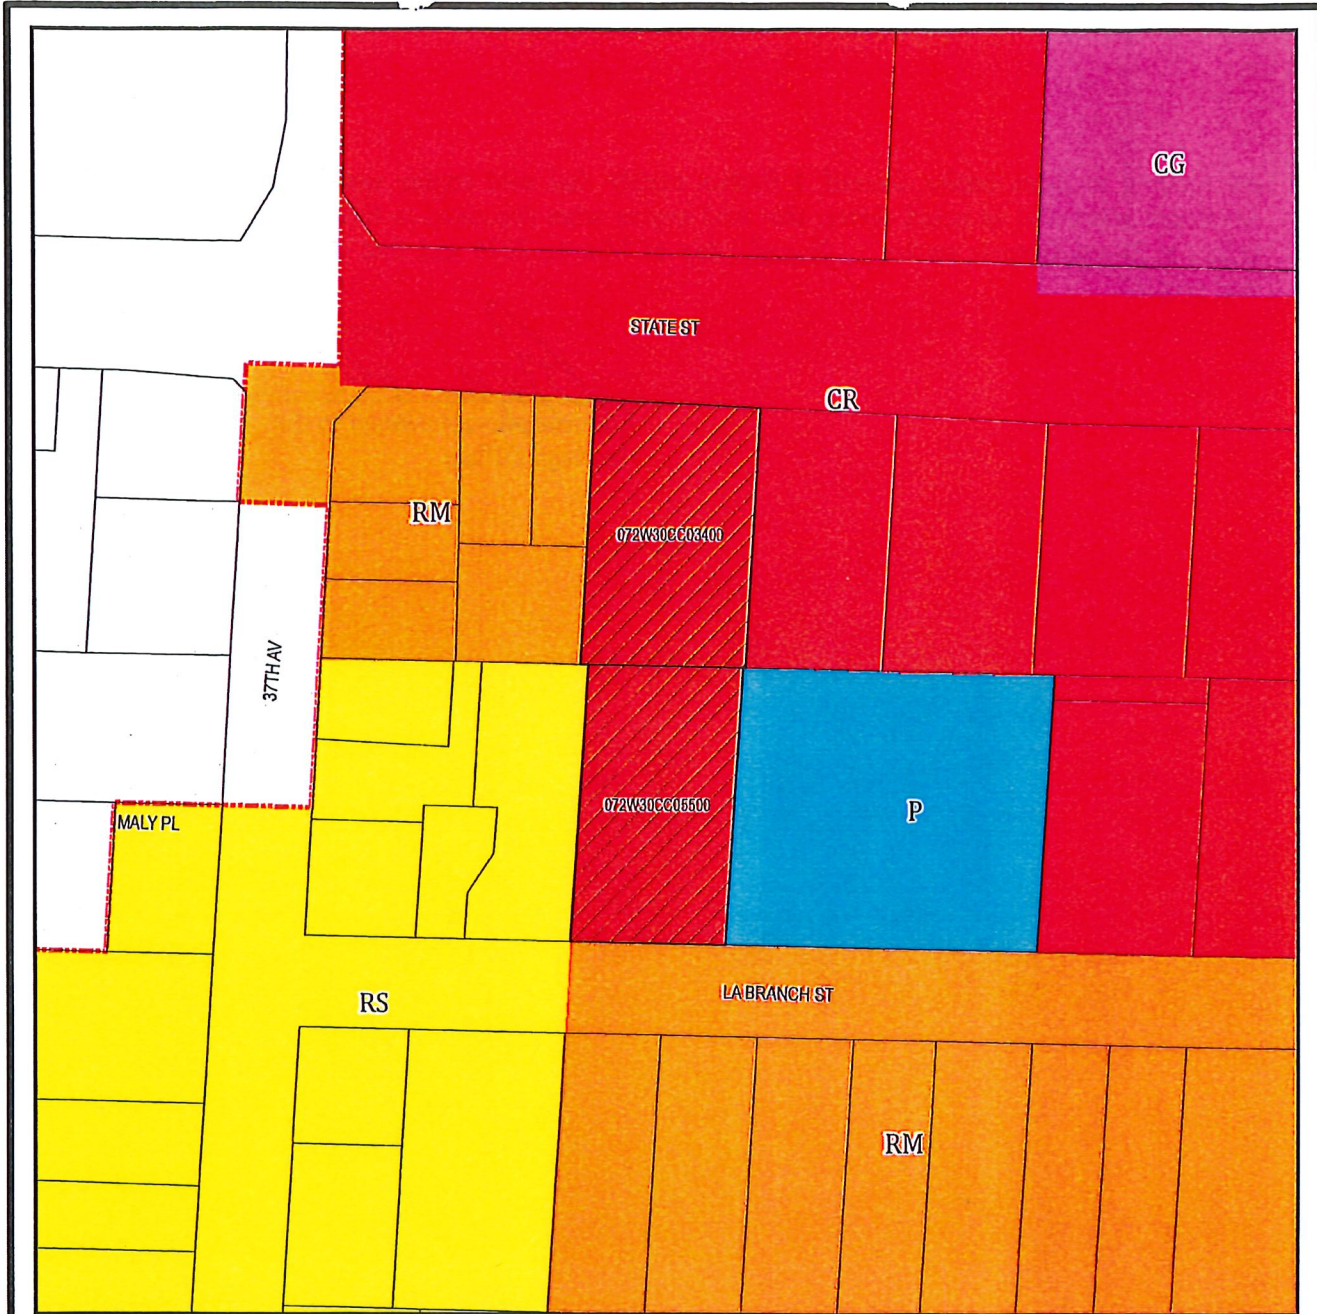 CG
STATE ST
CR
RM
072W30CC03400
37TH AV
072W30CC05500
P
MALY PL
LA BRANCH ST
RS
RM